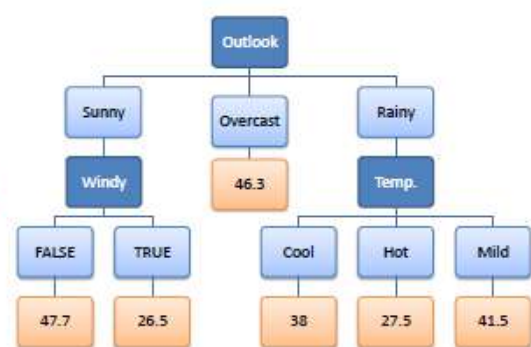 Outlook
Sunny
Overcast
Rainy
Windy
46.3
Temp.
FALSE
TRUE
Cool
Hot
Mild
47.7
26.5
38
27.5
41.5